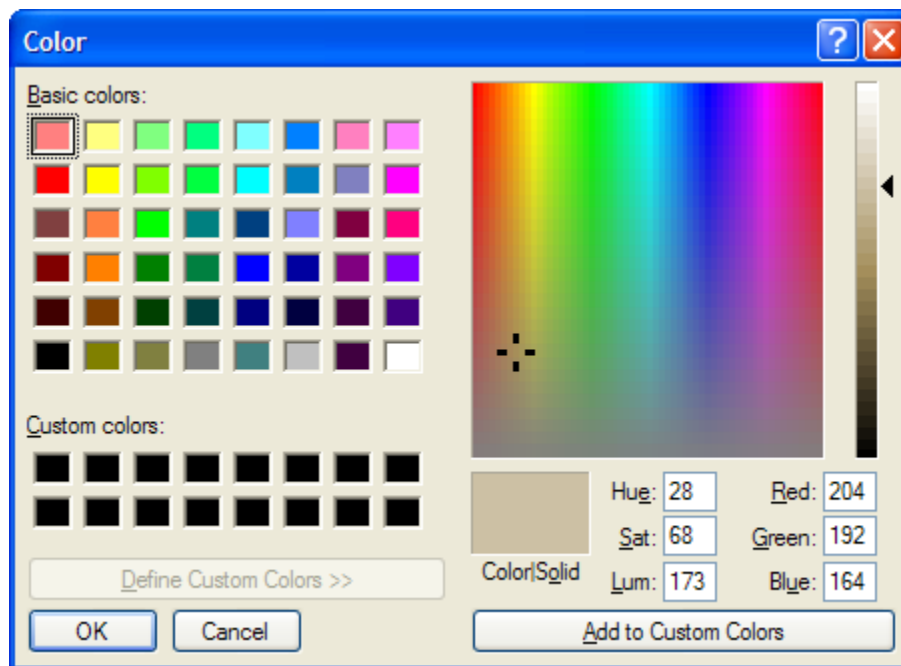 Color
Basic colors:
Custom colors:
Define Custom Colors >>
OK Cancel
Color|Solid
Hue: 28 Red: 204
Sat: 68 Green: 192
Lum: 173 Blue: 164
Add to Custom Colors